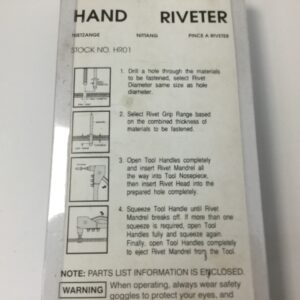 HAND RIVETER
NIETZANGE NITTANG PINCE A RIVETER
STOCK NO. HR01
1. Drill a hole through the materials
to be fastened, select Rivet
Diameter same size as hole
diameter.
2. Select Rivet Grip Range based
on the combined thickness of
materials to be fastened.
3. Open Tool Handles completely
and insert Rivet Mandrel all
the way into Tool Nosepiece,
then insert Rivet Head into the
prepared hole completely.
4. Squeeze Tool Handle until Rivet
Mandrel breaks off. If more than one
squeeze is required, open Tool
Handles fully and squeeze again.
Finally, open Tool Handles completely
to eject Rivet Mandrel from the Tool.
NOTE: PARTS LIST INFORMATION IS ENCLOSED.
WARNING When operating, always wear safety
goggles to protect your eyes, and